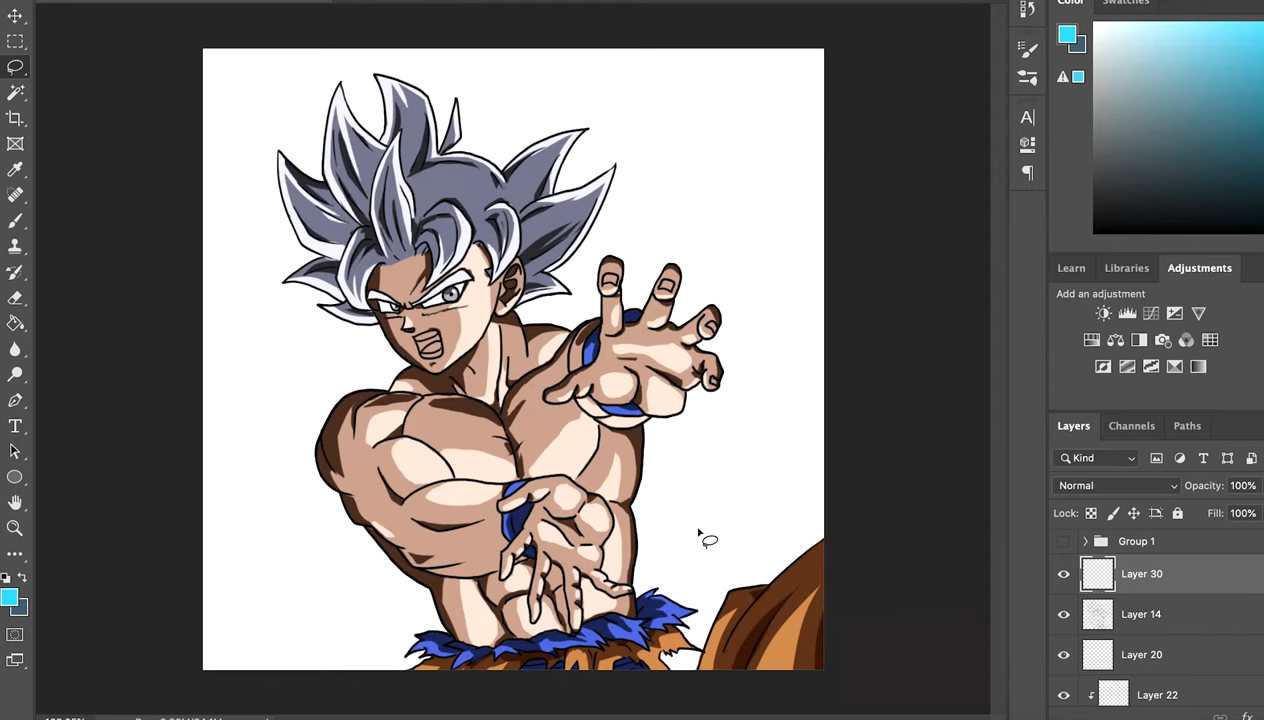 Color
Swatches
Learn
Libraries
Adjustments
Add an adjustment
Layers
Channels
Paths
Kind
Normal
Opacity: 100%
Lock:
Fill: 100%
Group 1
Layer 30
Layer 14
Layer 20
Layer 22